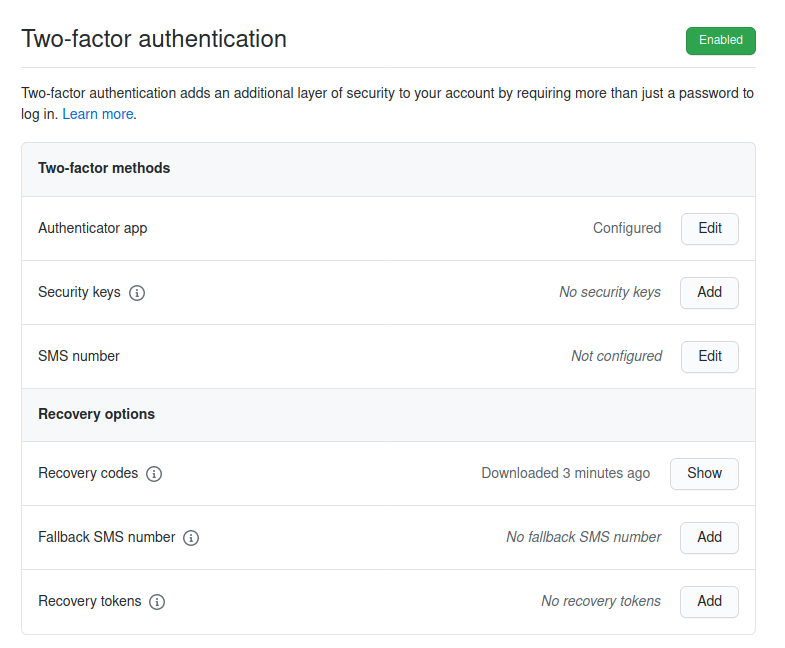 Two-factor authentication
Enabled
Two-factor authentication adds an additional layer of security to your account by requiring more than just a password to
log in. Learn more.
Two-factor methods
Authenticator app Configured Edit
Security keys No security keys Add
SMS number Not configured Edit
Recovery options
Recovery codes Downloaded 3 minutes ago Show
Fallback SMS number No fallback SMS number Add
Recovery tokens No recovery tokens Add